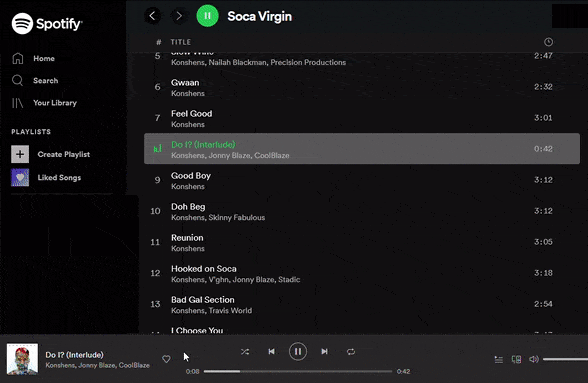 Spotify
Soca Virgin
# TITLE
Home
Search
Your Library
PLAYLISTS
Create Playlist
Liked Songs
5 Slow Wine 2:47
Konshens, Nailah Blackman, Precision Productions
6 Gwaan 2:32
Konshens
7 Feel Good 3:01
Konshens
Do I? (Interlude) 0:42
Konshens, Jonny Blaze, CoolBlaze
9 Good Boy 3:12
Konshens
10 Doh Beg 3:12
Konshens, Skinny Fabulous
11 Reunion 3:05
Konshens
12 Hooked on Soca 3:18
Konshens, V'ghn, Jonny Blaze, Stadic
13 Bad Gal Section 2:54
Konshens, Travis World
I Choose You
Do I? (Interlude)
Konshens, Jonny Blaze, CoolBlaze
0:08 0:42